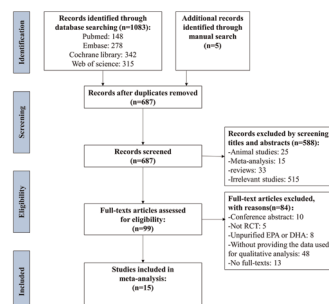 Identification
Records identified through
database searching (n=1083)
Pubmed: 148
Embase: 278
Cochrane library: 342
Web of science: 315
Additional records
identified through
manual search
(n=5)
Records after duplicates removed
(n=687)
Screening
Records screened
(n=687)
Records excluded by screening
titles and abstracts (n=588)
-Animal studies: 25
-Meta-analysis: 15
-reviews: 33
-Irrelevant studies: 515
Eligibility
Full-texts articles assessed
for eligibility:
(n=99)
Full-texts articles excluded,
with reasons(n=84):
-Conference abstract: 10
-Not RCT: 5
-Unpurified EPA or DHA: 8
-Without providing the data used
for qualitative analysis: 48
-No full-texts: 13
Included
Studies included in
meta-analysis
(n=15)